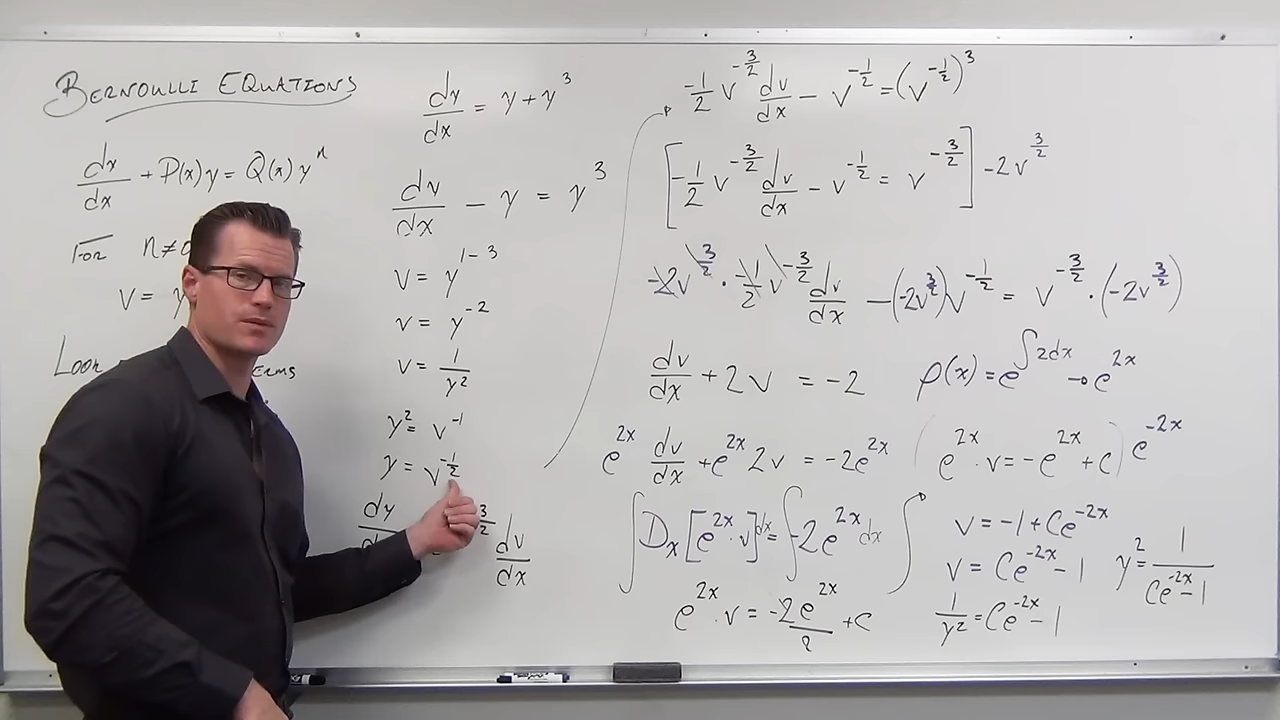 BERNOULLI EQUATIONS
dy/dx + P(x)y = Q(x)y^n
For n≠
v = y
Look
dy/dx = y + y^3
dy/dx − y = y^3
v = y^{1−3}
v = y^{−2}
v = 1/y^2
y^2 = v^{−1}
y = v^{−1/2}
dy
3/2 dv/dx
−1/2 v^{−3/2} dv/dx − v^{−1/2} = (v^{−1/2})^3
[−1/2 v^{−3/2} dv/dx − v^{−1/2} = v^{−3/2}] −2v^{3/2}
−2v^{3/2} · −1/2 v^{−3/2} dv/dx − (−2v^{3/2})v^{−1/2} = v^{−3/2} · (−2v^{3/2})
dv/dx + 2v = −2
ρ(x) = e^{∫2dx} → e^{2x}
e^{2x} dv/dx + e^{2x} 2v = −2e^{2x}
∫ D_x[e^{2x} · v]dx = ∫ −2e^{2x} dx
e^{2x} · v = −2e^{2x}/2 + c
(e^{2x} · v = −e^{2x} + c) e^{−2x}
v = −1 + Ce^{−2x}
v = Ce^{−2x} − 1
1/y^2 = Ce^{−2x} − 1
y^2 = 1/(Ce^{−2x} − 1)